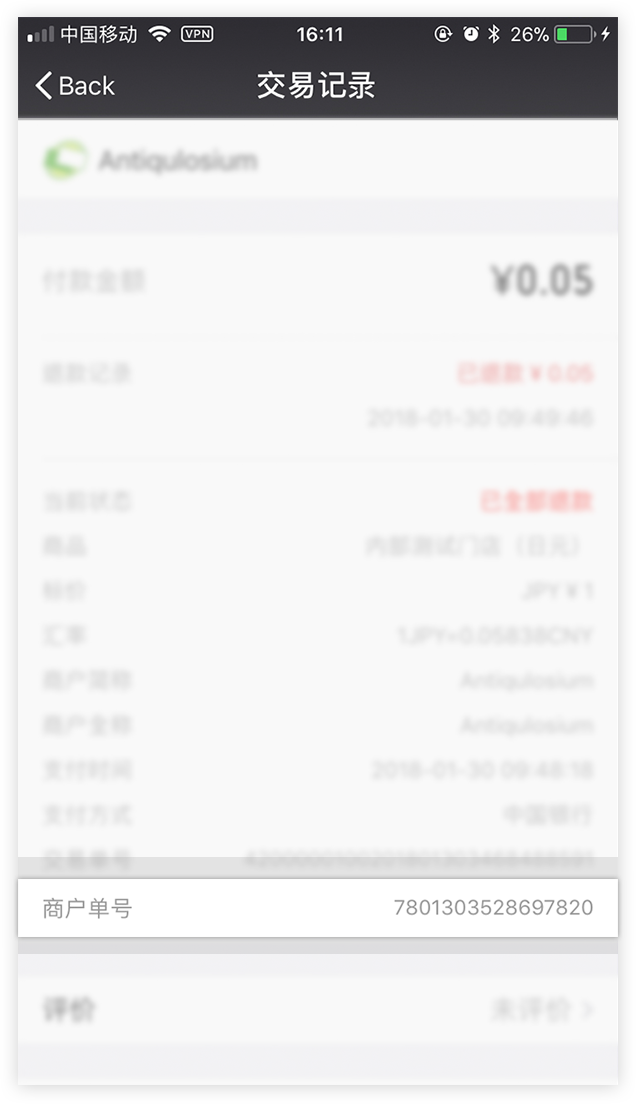 中国移动 VPN 16:11 26%
Back 交易记录
Antiqulosium
付款金额 ¥0.05
退款记录 已退款¥0.05
2018-01-30 09:49:46
当前状态 已全部退款
商品 内部测试门店（日元）
标价 JPY¥1
汇率 1JPY=0.05838CNY
商户简称 Antiqulosium
商户全称 Antiqulosium
支付时间 2018-01-30 09:48:18
支付方式 中国银行
交易单号
商户单号 7801303528697820
评价 未评价